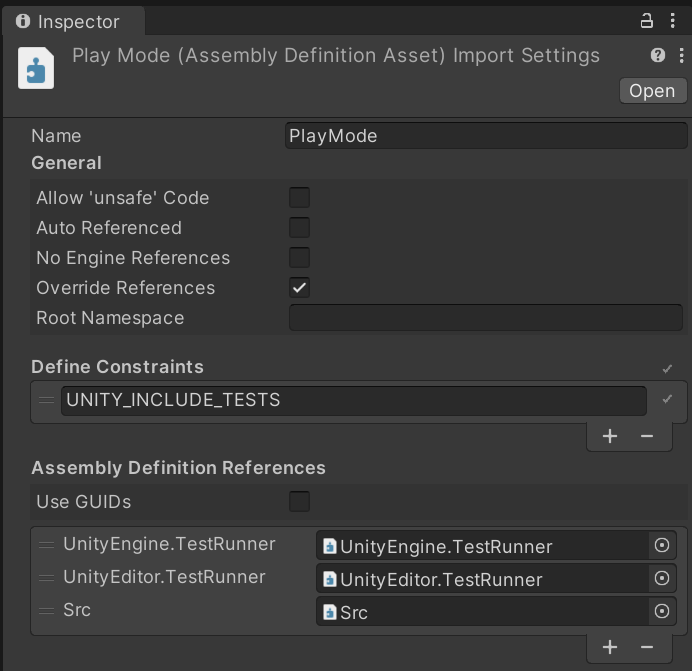 Inspector
Play Mode (Assembly Definition Asset) Import Settings
Open
Name PlayMode
General
Allow 'unsafe' Code
Auto Referenced
No Engine References
Override References
Root Namespace
Define Constraints
UNITY_INCLUDE_TESTS
Assembly Definition References
Use GUIDs
UnityEngine.TestRunner UnityEngine.TestRunner
UnityEditor.TestRunner UnityEditor.TestRunner
Src Src